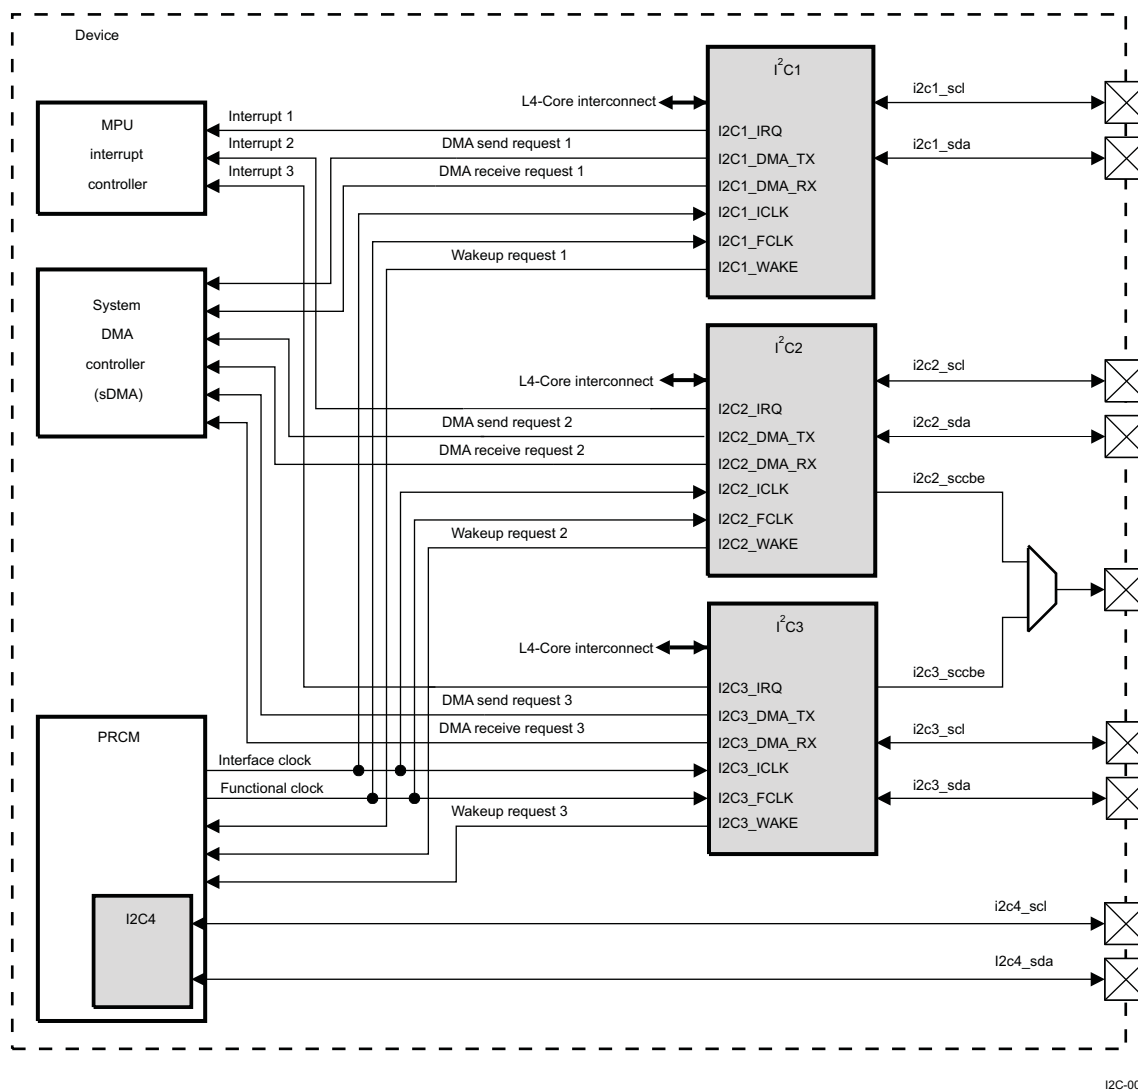 Device
MPU
interrupt
controller
Interrupt 1
Interrupt 2
Interrupt 3
DMA send request 1
DMA receive request 1
Wakeup request 1
L4-Core interconnect
I²C1
I2C1_IRQ
I2C1_DMA_TX
I2C1_DMA_RX
I2C1_ICLK
I2C1_FCLK
I2C1_WAKE
i2c1_scl
i2c1_sda
System
DMA
controller
(sDMA)
L4-Core interconnect
DMA send request 2
DMA receive request 2
Wakeup request 2
I²C2
I2C2_IRQ
I2C2_DMA_TX
I2C2_DMA_RX
I2C2_ICLK
I2C2_FCLK
I2C2_WAKE
i2c2_scl
i2c2_sda
i2c2_sccbe
L4-Core interconnect
DMA send request 3
DMA receive request 3
Wakeup request 3
I²C3
I2C3_IRQ
I2C3_DMA_TX
I2C3_DMA_RX
I2C3_ICLK
I2C3_FCLK
I2C3_WAKE
i2c3_sccbe
i2c3_scl
i2c3_sda
PRCM
Interface clock
Functional clock
I2C4
i2c4_scl
I2c4_sda